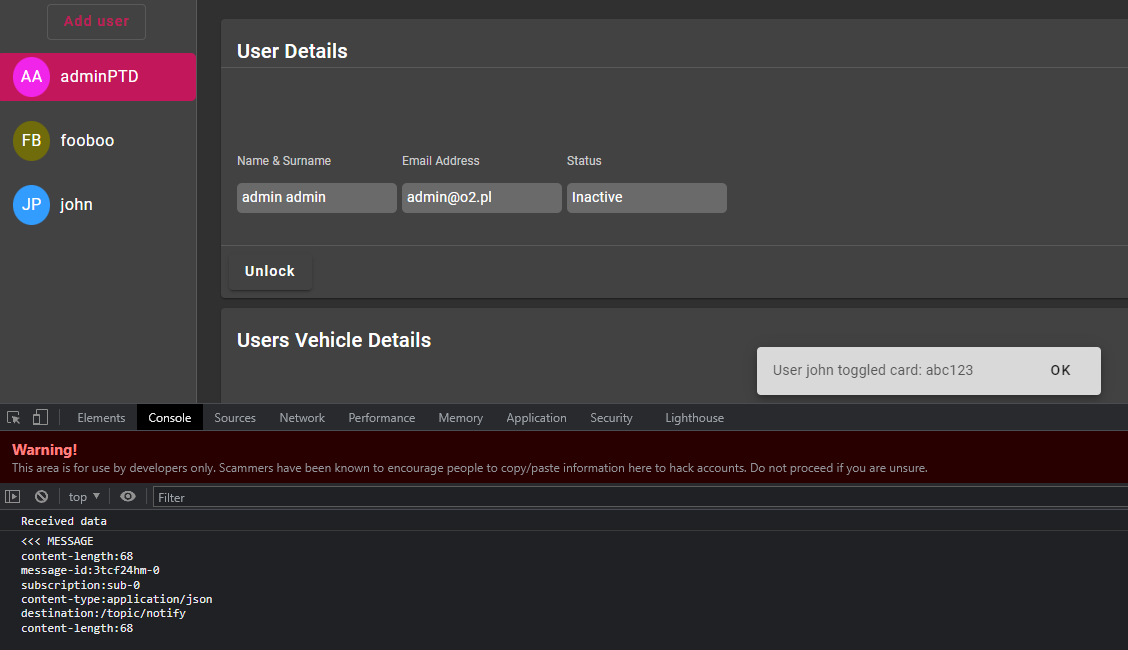 Add user
AA adminPTD
FB fooboo
JP john
User Details
Name & Surname Email Address Status
admin admin admin@o2.pl Inactive
Unlock
Users Vehicle Details
User john toggled card: abc123 OK
Elements Console Sources Network Performance Memory Application Security Lighthouse
Warning!
This area is for use by developers only. Scammers have been known to encourage people to copy/paste information here to hack accounts. Do not proceed if you are unsure.
top ▼ Filter
Received data
<<< MESSAGE
content-length:68
message-id:3tcf24hm-0
subscription:sub-0
content-type:application/json
destination:/topic/notify
content-length:68